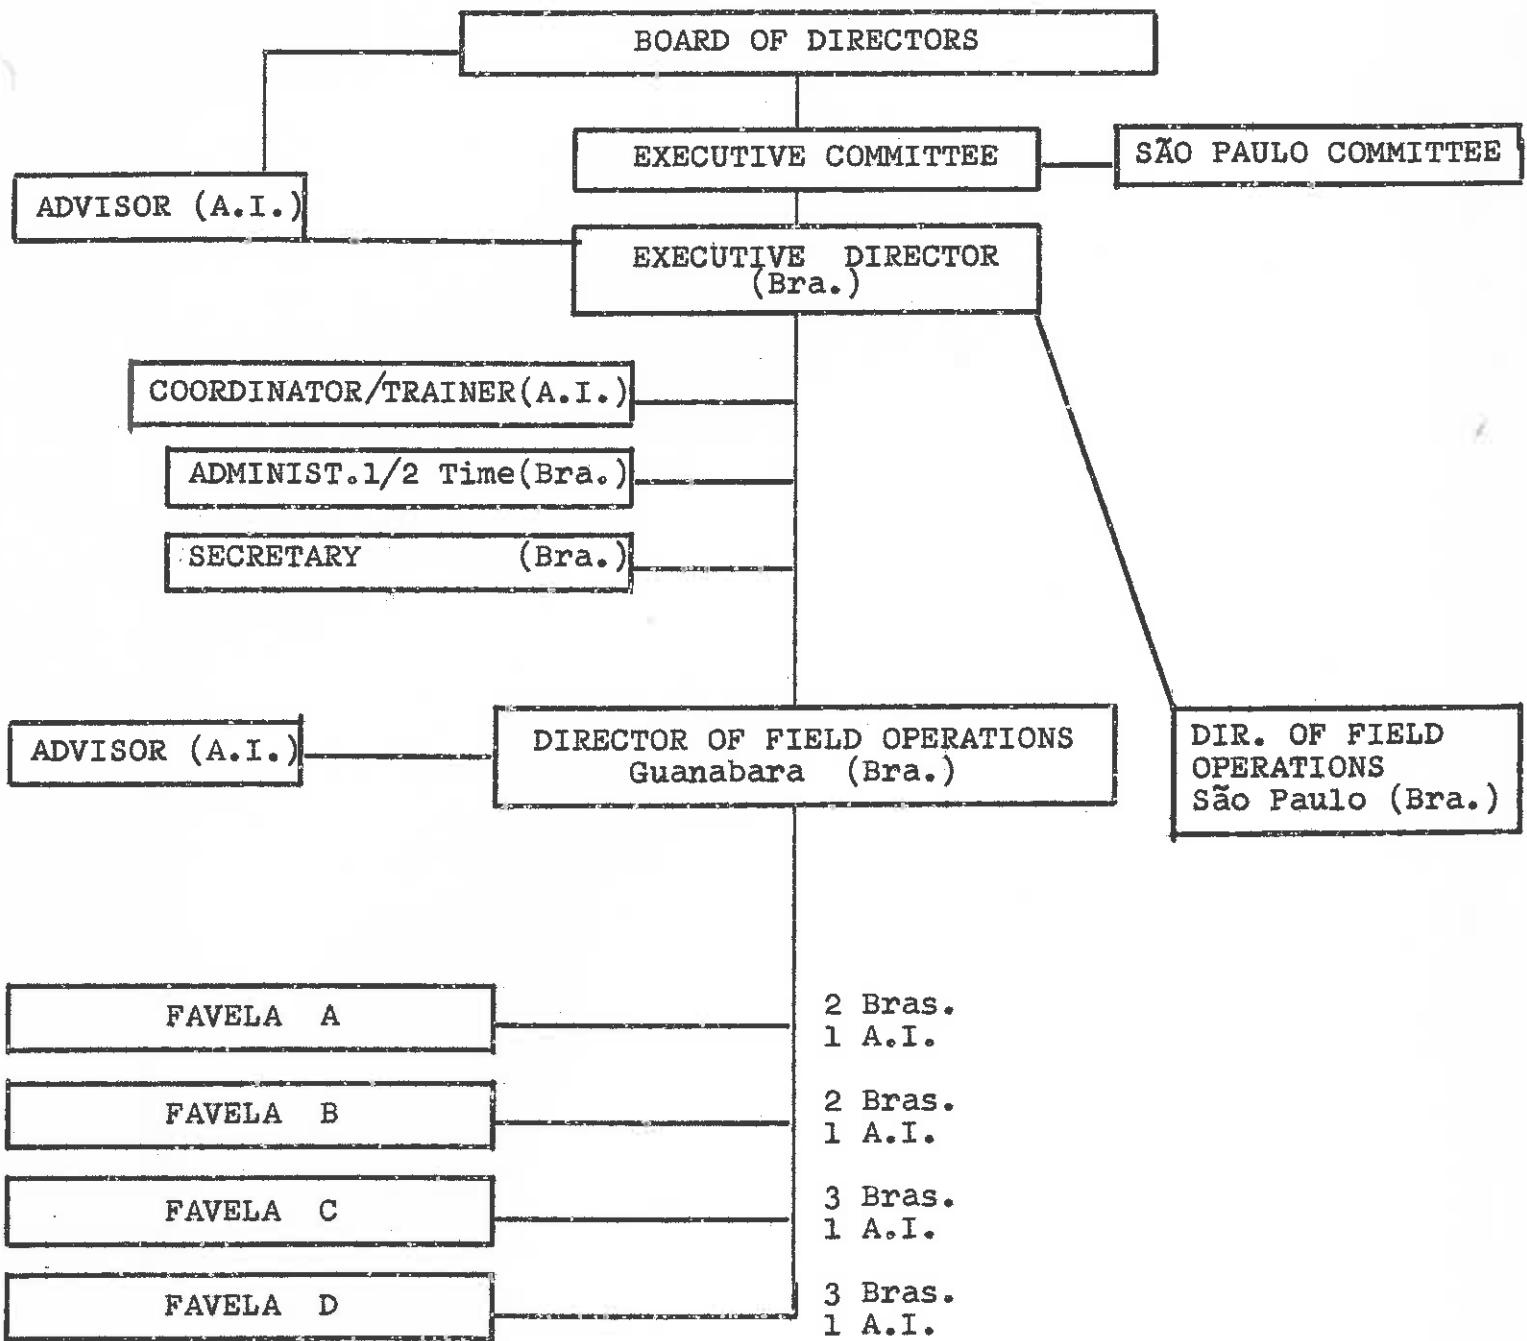 BOARD OF DIRECTORS
EXECUTIVE COMMITTEE
SÃO PAULO COMMITTEE
ADVISOR (A.I.)
EXECUTIVE DIRECTOR
(Bra.)
COORDINATOR/TRAINER(A.I.)
ADMINIST.1/2 Time(Bra.)
SECRETARY (Bra.)
ADVISOR (A.I.)
DIRECTOR OF FIELD OPERATIONS
Guanabara (Bra.)
DIR. OF FIELD
OPERATIONS
São Paulo (Bra.)
FAVELA A
2 Bras.
1 A.I.
FAVELA B
2 Bras.
1 A.I.
FAVELA C
3 Bras.
1 A.I.
FAVELA D
3 Bras.
1 A.I.